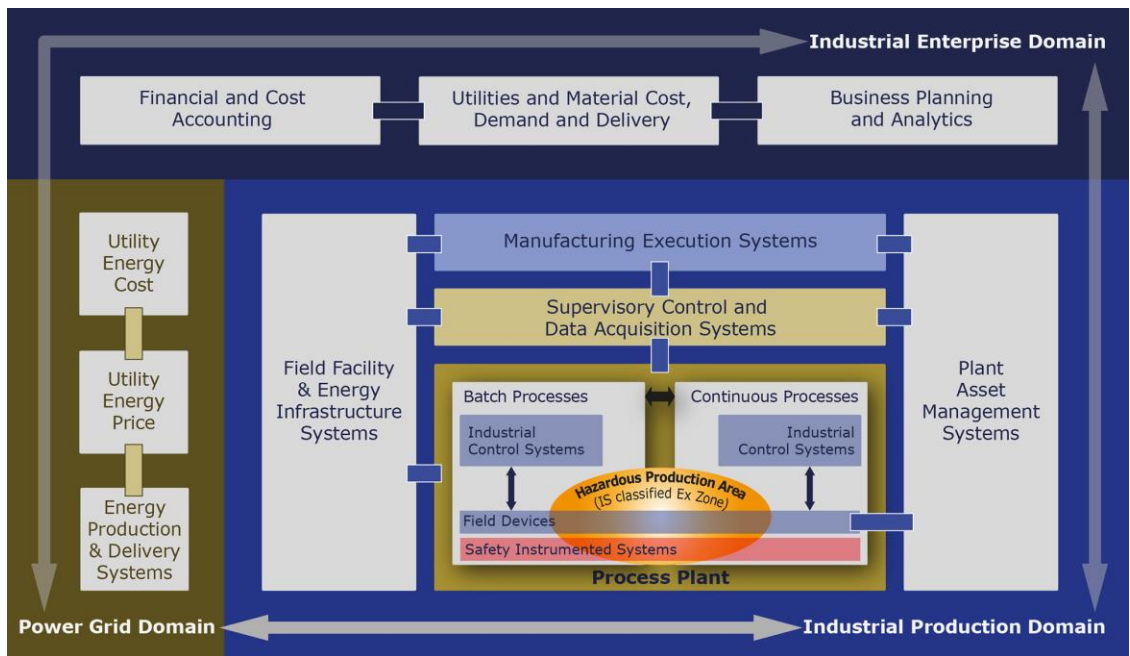 Industrial Enterprise Domain
Financial and Cost
Accounting
Utilities and Material Cost,
Demand and Delivery
Business Planning
and Analytics
Utility
Energy
Cost
Utility
Energy
Price
Energy
Production
& Delivery
Systems
Power Grid Domain
Field Facility
& Energy
Infrastructure
Systems
Manufacturing Execution Systems
Supervisory Control and
Data Acquisition Systems
Batch Processes
Continuous Processes
Industrial
Control Systems
Industrial
Control Systems
Hazardous Production Area
(IS classified Ex Zone)
Field Devices
Safety Instrumented Systems
Process Plant
Plant
Asset
Management
Systems
Industrial Production Domain